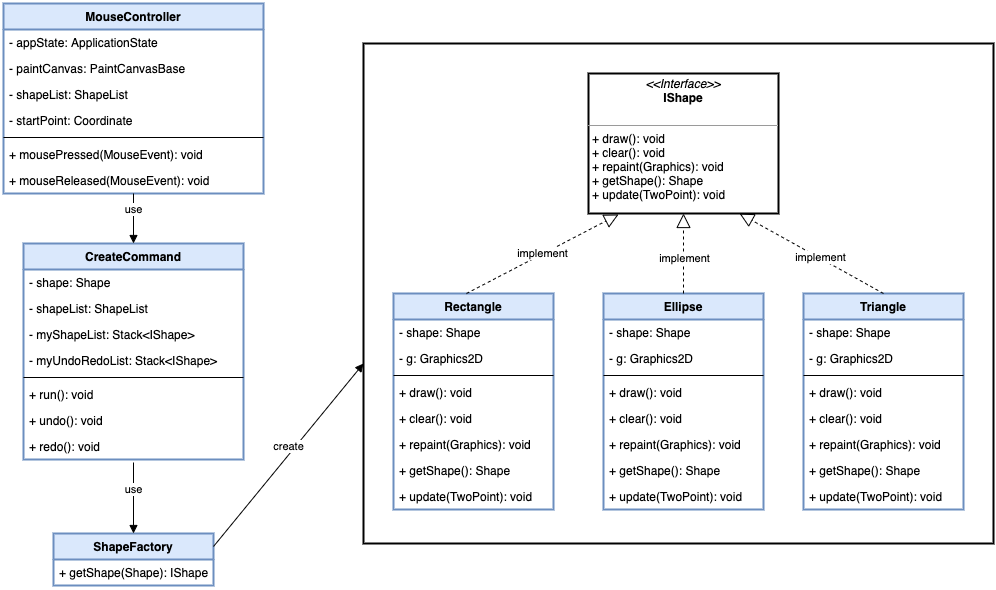 MouseController
- appState: ApplicationState
- paintCanvas: PaintCanvasBase
- shapeList: ShapeList
- startPoint: Coordinate
+ mousePressed(MouseEvent): void
+ mouseReleased(MouseEvent): void
use
CreateCommand
- shape: Shape
- shapeList: ShapeList
- myShapeList: Stack<IShape>
- myUndoRedoList: Stack<IShape>
+ run(): void
+ undo(): void
+ redo(): void
use
ShapeFactory
+ getShape(Shape): IShape
create
<<Interface>>
IShape
+ draw(): void
+ clear(): void
+ repaint(Graphics): void
+ getShape(): Shape
+ update(TwoPoint): void
implement
implement
implement
Rectangle
- shape: Shape
- g: Graphics2D
+ draw(): void
+ clear(): void
+ repaint(Graphics): void
+ getShape(): Shape
+ update(TwoPoint): void
Ellipse
- shape: Shape
- g: Graphics2D
+ draw(): void
+ clear(): void
+ repaint(Graphics): void
+ getShape(): Shape
+ update(TwoPoint): void
Triangle
- shape: Shape
- g: Graphics2D
+ draw(): void
+ clear(): void
+ repaint(Graphics): void
+ getShape(): Shape
+ update(TwoPoint): void